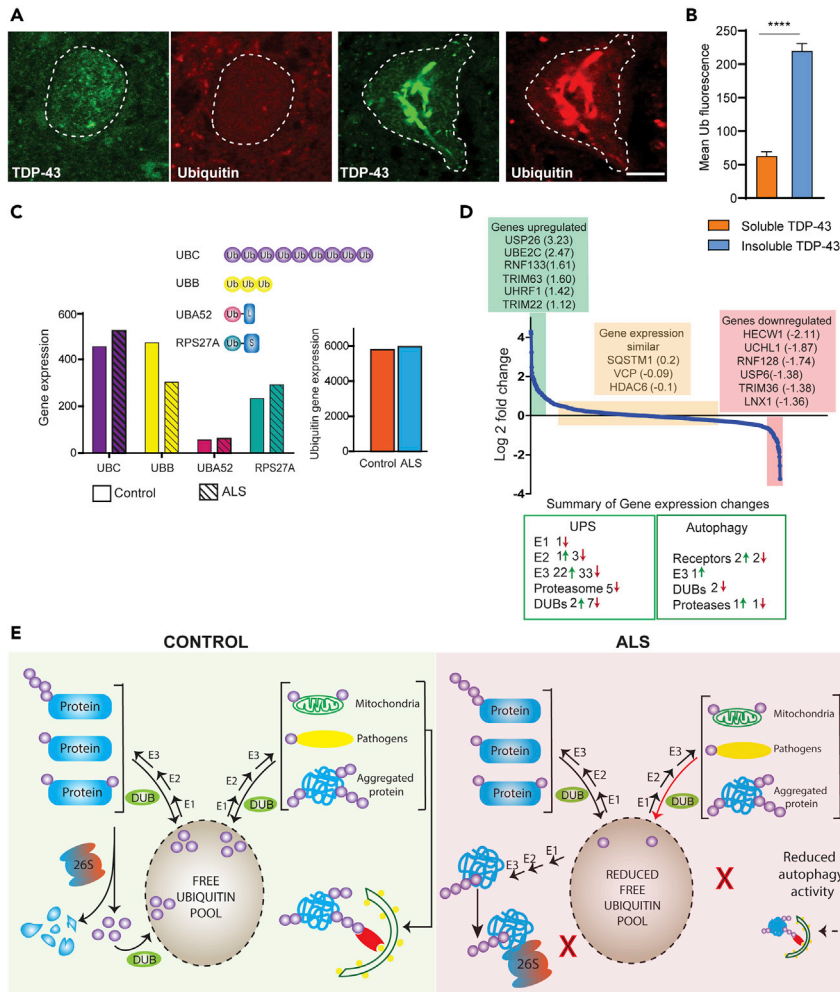 A
TDP-43
Ubiquitin
TDP-43
Ubiquitin
B
****
Mean Ub fluorescence
250
200
150
100
50
0
Soluble TDP-43
Insoluble TDP-43
C
UBC
Ub Ub Ub Ub Ub Ub Ub Ub Ub
UBB
Ub Ub Ub
UBA52
Ub L
RPS27A
Ub S
Gene expression
600
400
200
0
UBC
UBB
UBA52
RPS27A
Control
ALS
Ubiquitin gene expression
6000
4000
2000
0
Control
ALS
D
Genes upregulated
USP26 (3.23)
UBE2C (2.47)
RNF133(1.61)
TRIM63 (1.60)
UHRF1 (1.42)
TRIM22 (1.12)
Gene expression
similar
SQSTM1 (0.2)
VCP (-0.09)
HDAC6 (-0.1)
Genes downregulated
HECW1 (-2.11)
UCHL1 (-1.87)
RNF128 (-1.74)
USP6(-1.38)
TRIM36 (-1.38)
LNX1 (-1.36)
Log 2 fold change
4
2
0
-2
-4
Summary of Gene expression changes
UPS
E1 1↓
E2 1↑ 3↓
E3 22↑ 33↓
Proteasome 5↓
DUBs 2↑ 7↓
Autophagy
Receptors 2↑ 2↓
E3 1↑
DUBs 2↓
Proteases 1↑ 1↓
E
CONTROL
Protein
Protein
Protein
E3
E2
E1
DUB
E3
E2
E1
DUB
Mitochondria
Pathogens
Aggregated
protein
26S
DUB
FREE
UBIQUITIN
POOL
ALS
Protein
Protein
Protein
E3
E2
E1
DUB
E3
E2
E1
DUB
Mitochondria
Pathogens
Aggregated
protein
E3 E2 E1
26S
X
REDUCED
FREE
UBIQUITIN
POOL
X
Reduced
autophagy
activity